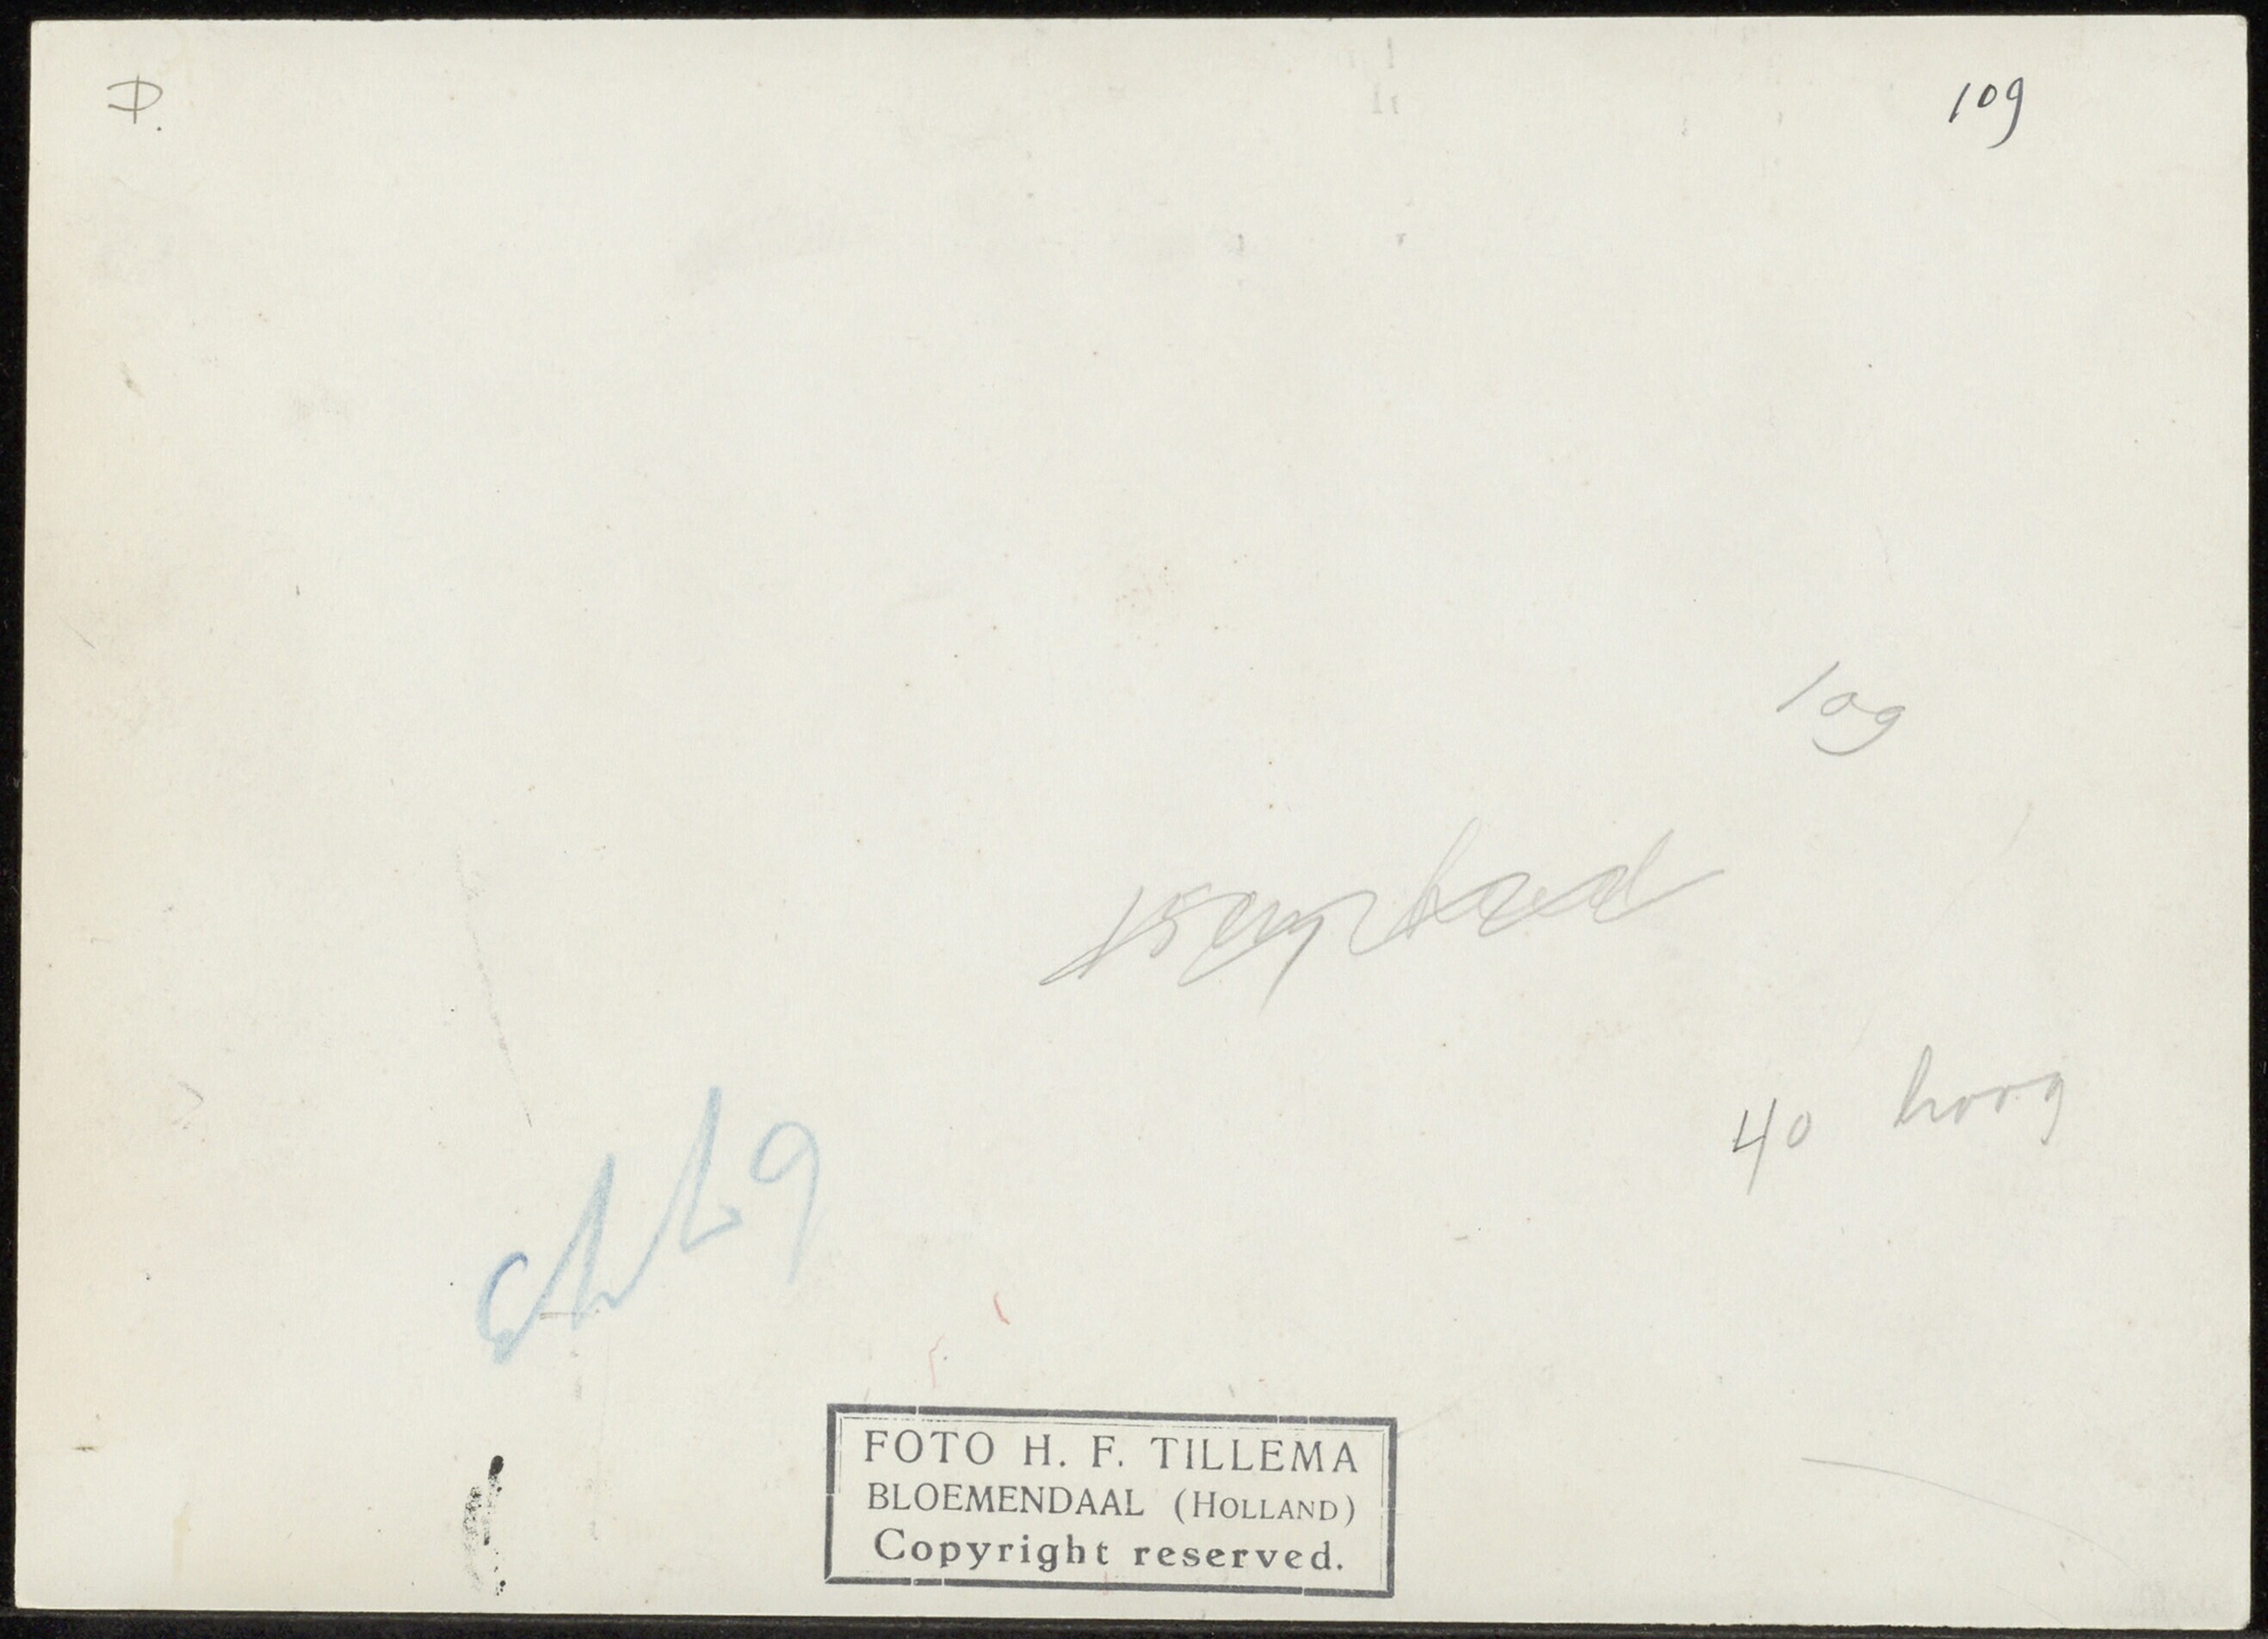 D.
109
109
40 hoog
FOTO H. F. TILLEMA
BLOEMENDAAL (HOLLAND)
Copyright reserved.